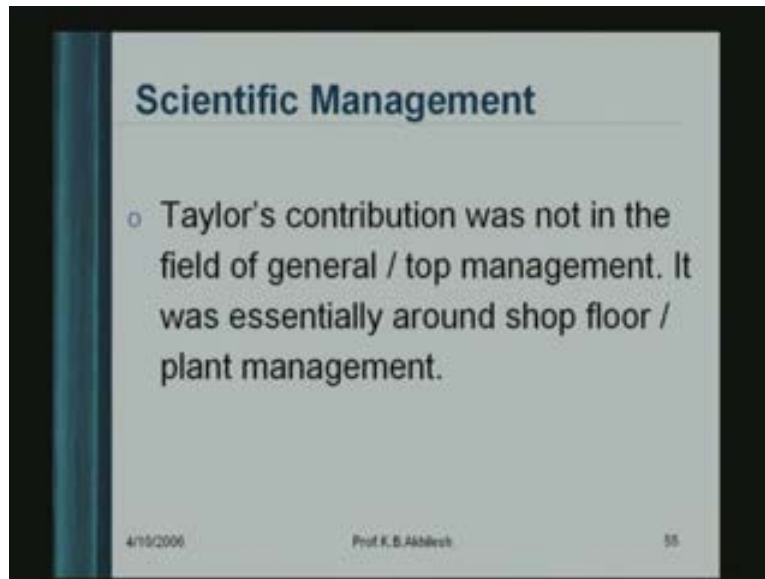 Scientific Management
o Taylor's contribution was not in the
field of general / top management. It
was essentially around shop floor /
plant management.
4/10/2006 Prof.K.B.Akhilesh 55